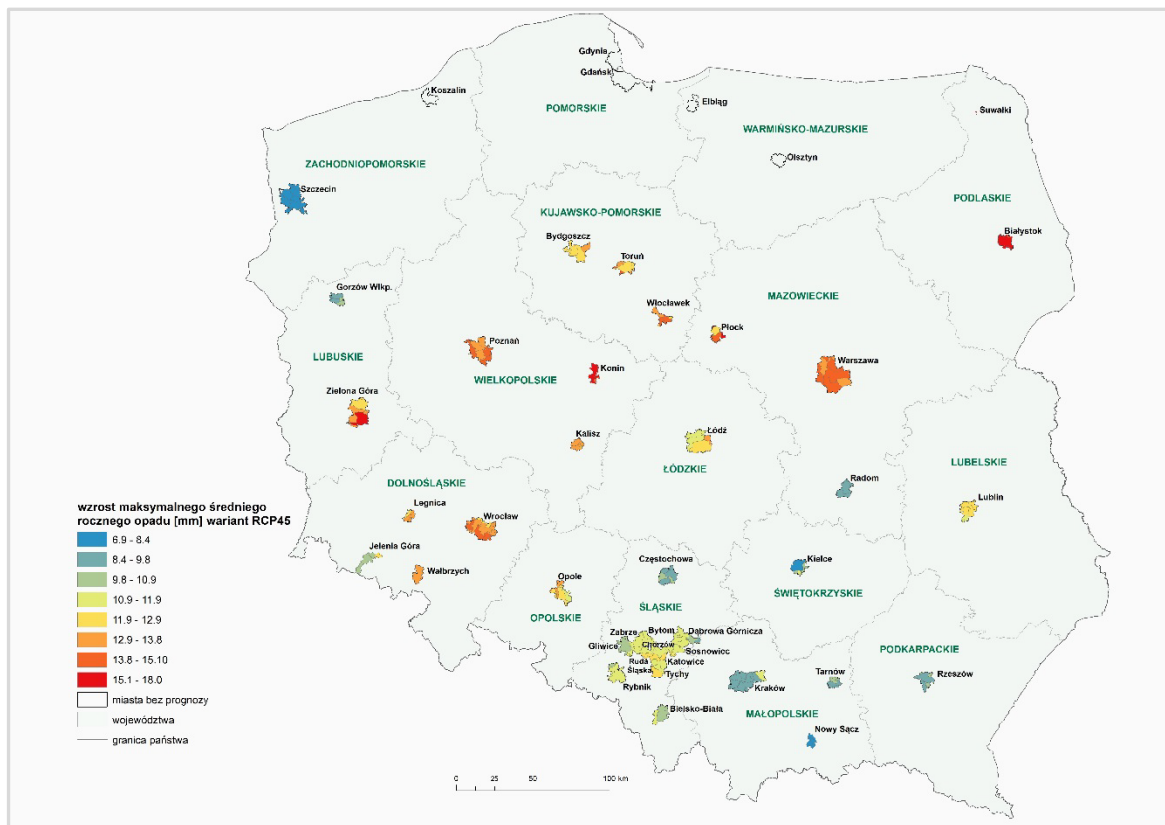 Gdynia
Gdańsk
Koszalin
Elbląg
Suwałki
POMORSKIE
WARMIŃSKO-MAZURSKIE
Olsztyn
ZACHODNIOPOMORSKIE
Szczecin
PODLASKIE
KUJAWSKO-POMORSKIE
Białystok
Bydgoszcz
Toruń
Gorzów Wlkp.
MAZOWIECKIE
Włocławek
Płock
Poznań
LUBUSKIE
Warszawa
Konin
WIELKOPOLSKIE
Zielona Góra
Łódź
Kalisz
ŁÓDZKIE
LUBELSKIE
DOLNOŚLĄSKIE
Radom
Lublin
Legnica
Wrocław
wzrost maksymalnego średniego
rocznego opadu [mm] wariant RCP45
6.9 - 8.4
8.4 - 9.8
9.8 - 10.9
10.9 - 11.9
11.9 - 12.9
12.9 - 13.8
13.8 - 15.10
15.1 - 18.0
miasta bez prognozy
województwa
granica państwa
Jelenia Góra
Wałbrzych
Częstochowa
Kielce
Opole
ŚWIĘTOKRZYSKIE
OPOLSKIE
ŚLĄSKIE
Zabrze
Bytom
Dąbrowa Górnicza
Gliwice
Chorzów
Sosnowiec
Ruda
Śląska
Katowice
Tychy
Rybnik
PODKARPACKIE
Tarnów
Rzeszów
Kraków
Bielsko-Biała
MAŁOPOLSKIE
Nowy Sącz
0 25 50 100 km